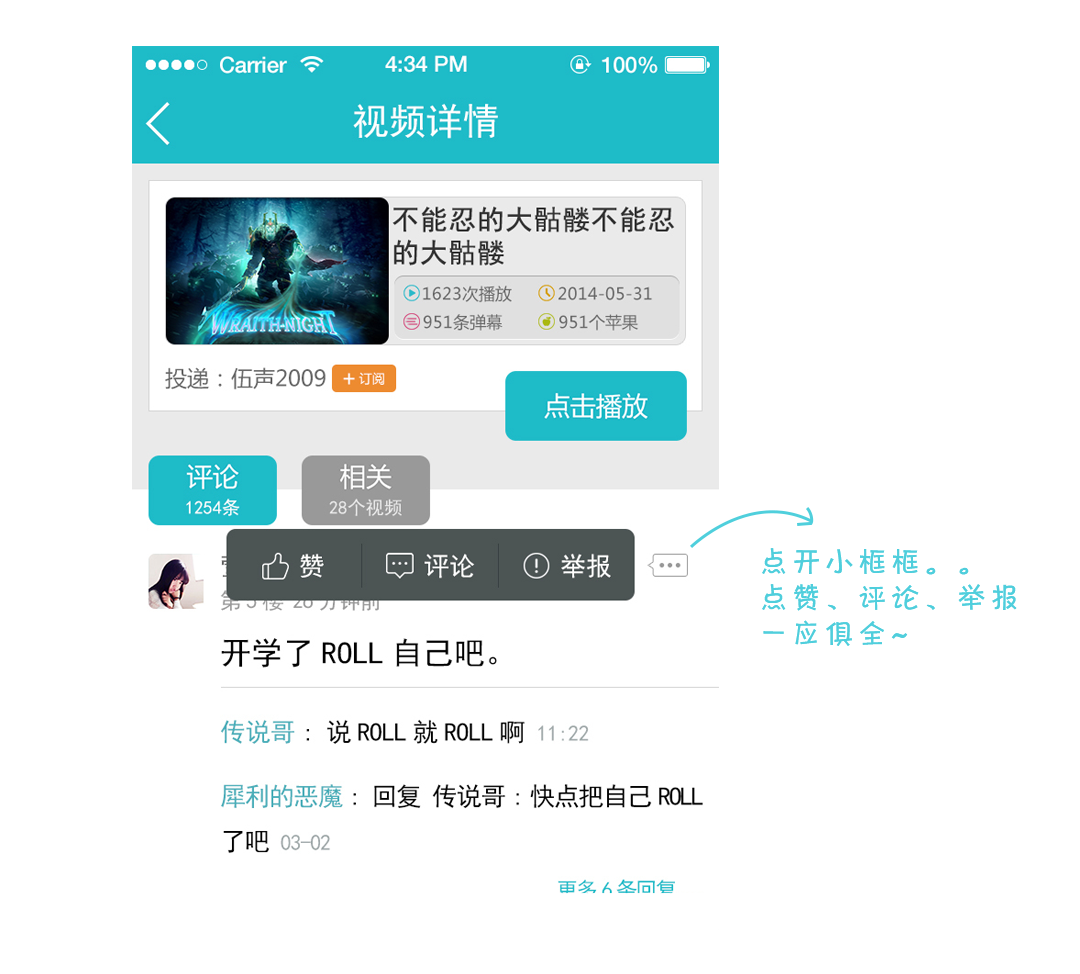 Carrier 4:34 PM 100%
视频详情
不能忍的大骷髅不能忍
的大骷髅
1623次播放 2014-05-31
951条弹幕 951个苹果
WRAITH-NIGHT
投递：伍声2009 +订阅
点击播放
评论 相关
1254条 28个视频
赞 评论 举报
开学了 ROLL 自己吧。
传说哥： 说 ROLL 就 ROLL 啊 11:22
犀利的恶魔： 回复 传说哥：快点把自己 ROLL
了吧 03-02
更多6条回复
点开小框框。。
点赞、评论、举报
一应俱全~